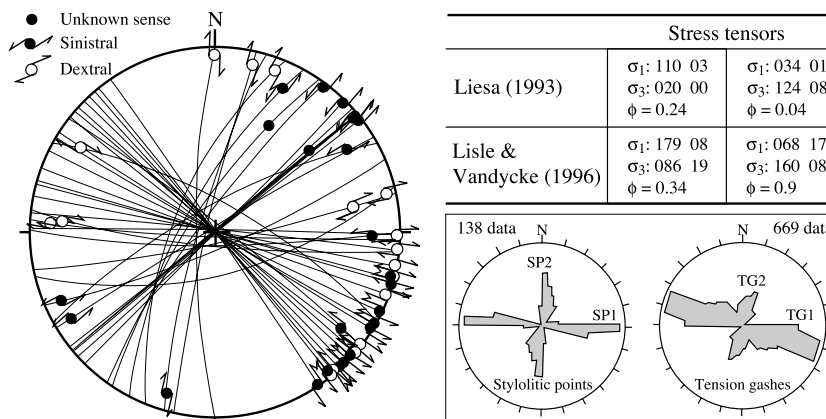 Unknown sense
Sinistral
Dextral
N
Stress tensors
Liesa (1993)
σ1: 110 03
σ3: 020 00
ϕ = 0.24
σ1: 034 01
σ3: 124 08
ϕ = 0.04
Lisle &
Vandycke (1996)
σ1: 179 08
σ3: 086 19
ϕ = 0.34
σ1: 068 17
σ3: 160 08
ϕ = 0.9
138 data
N
SP2
SP1
Stylolitic points
N
669 data
TG2
TG1
Tension gashes